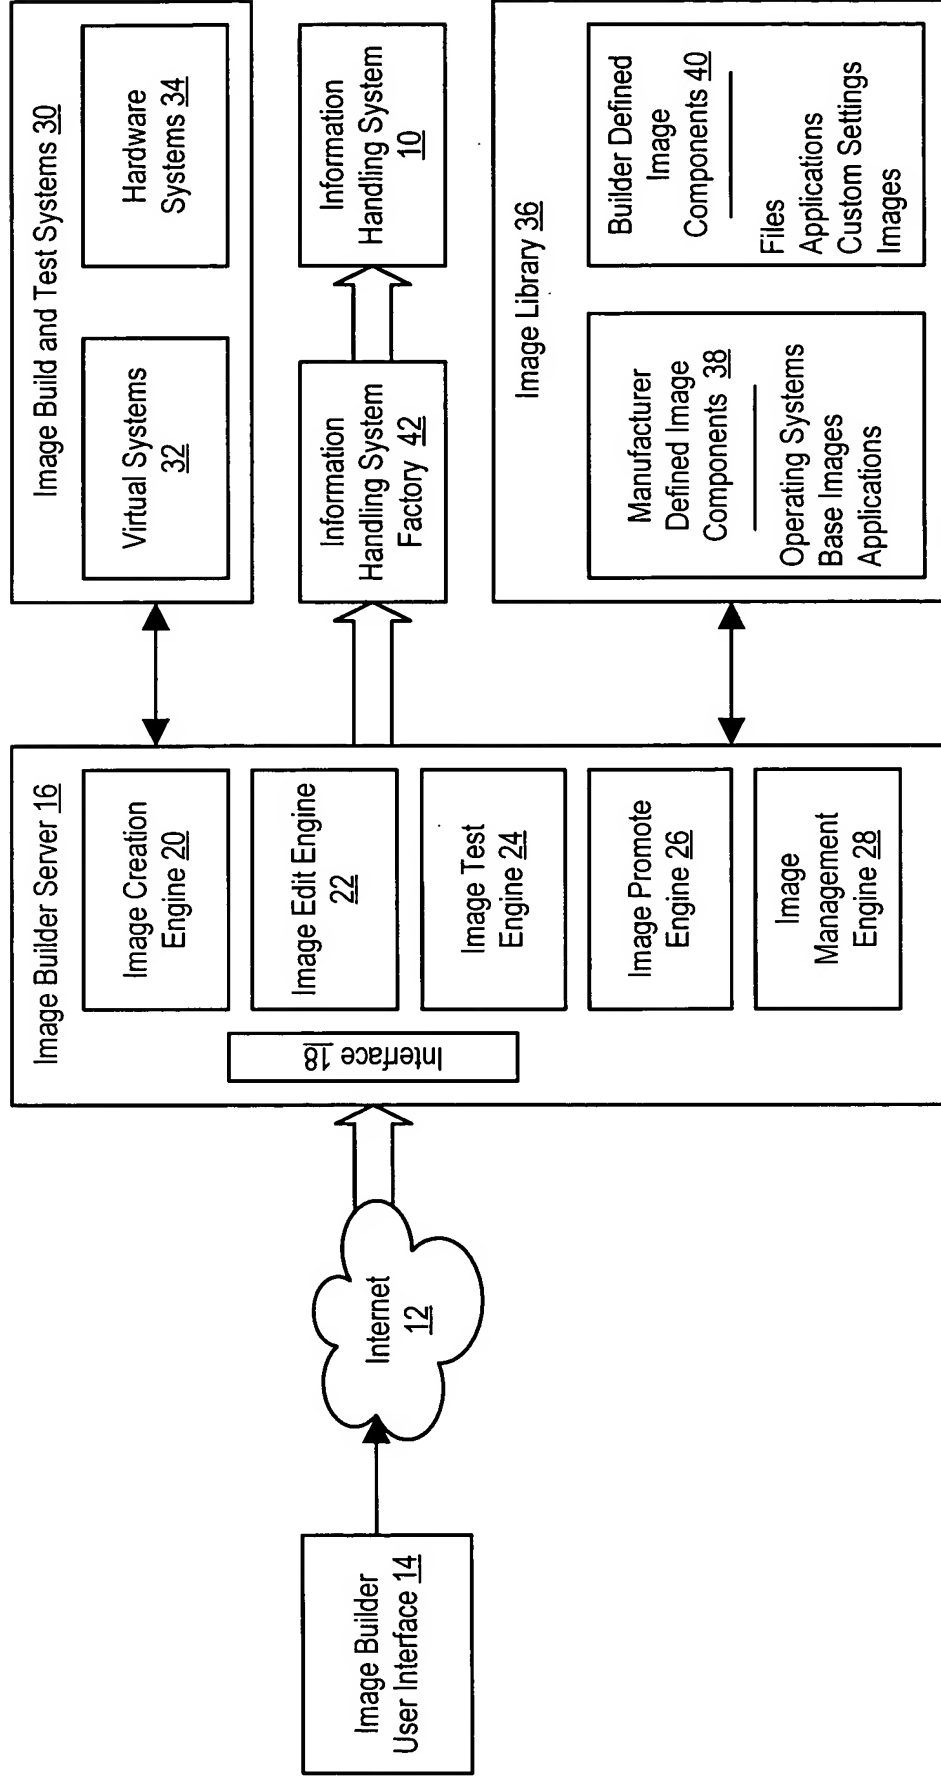 Image Builder
User Interface 14
Internet
12
Image Builder Server 16
Interface 18
Image Creation
Engine 20
Image Edit Engine
22
Image Test
Engine 24
Image Promote
Engine 26
Image
Management
Engine 28
Image Build and Test Systems 30
Virtual Systems
32
Hardware
Systems 34
Information
Handling System
Factory 42
Information
Handling System
10
Image Library 36
Manufacturer
Defined Image
Components 38
Operating Systems
Base Images
Applications
Builder Defined
Image
Components 40
Files
Applications
Custom Settings
Images